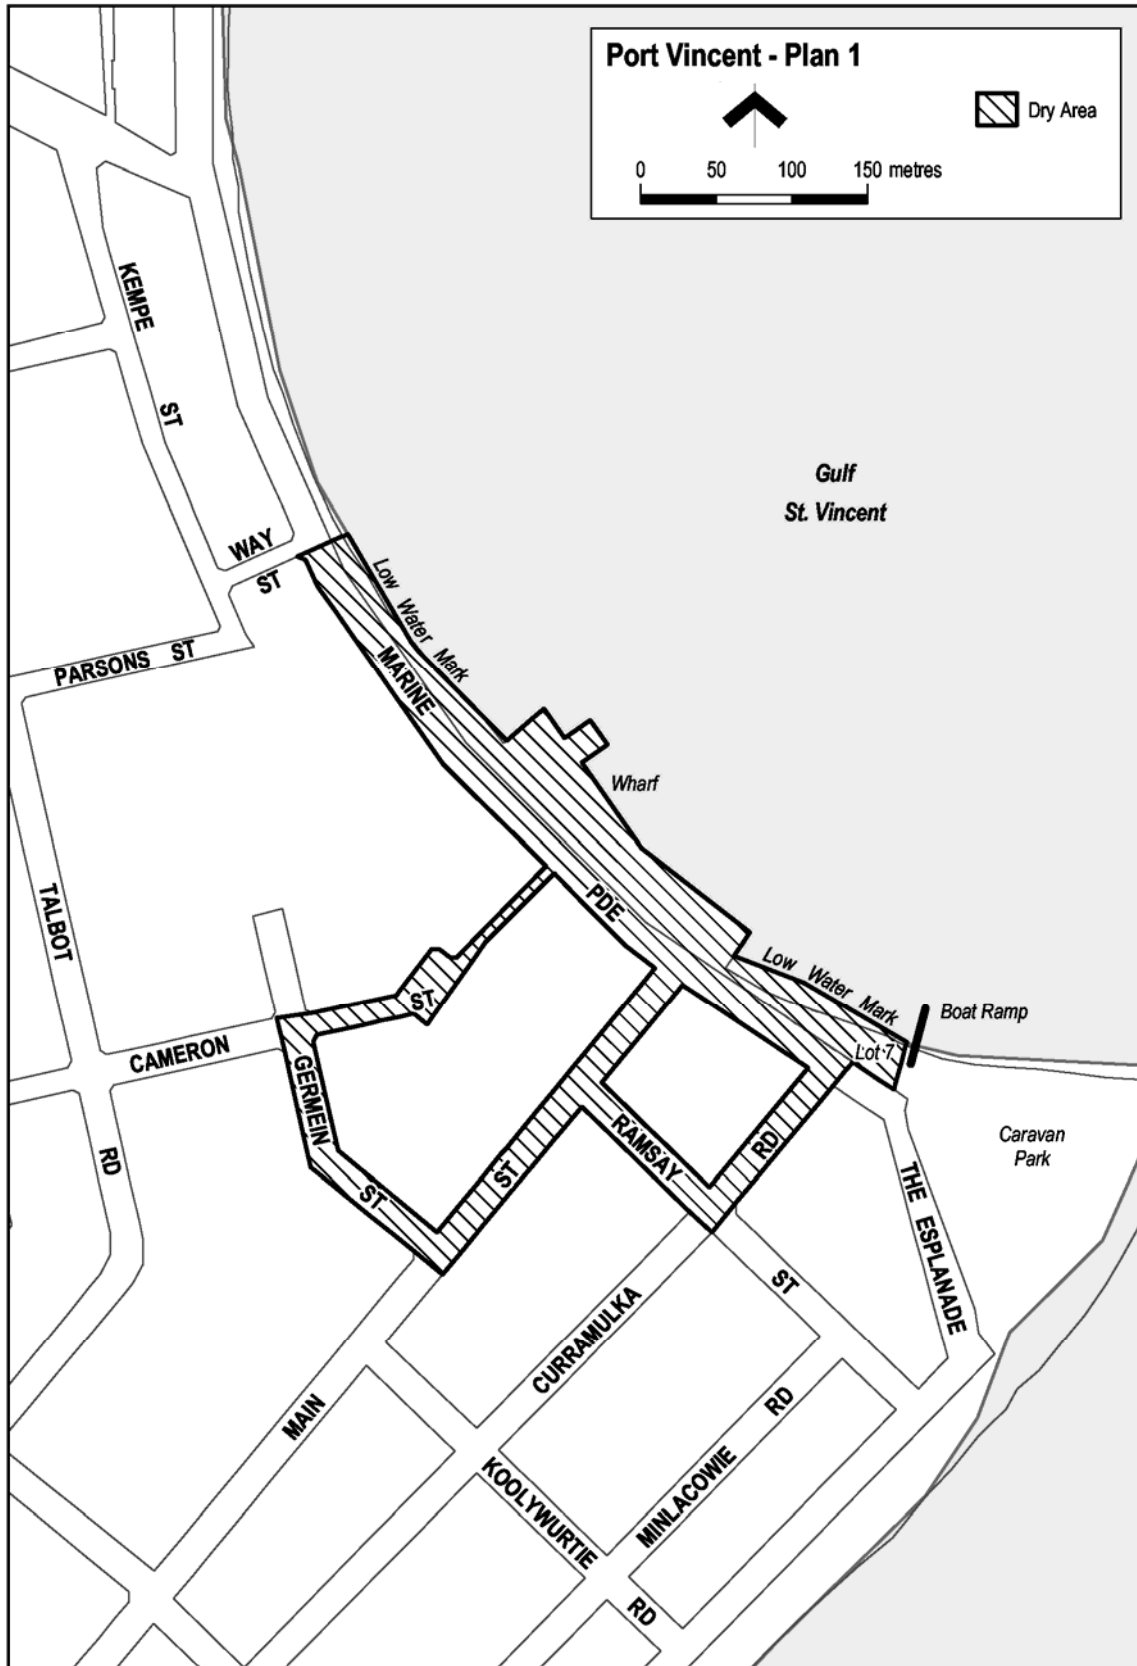 Port Vincent - Plan 1
Dry Area
0 50 100 150 metres
KEMPE
ST
Gulf
St. Vincent
WAY
ST
Low Water Mark
PARSONS ST
MARINE
Wharf
TALBOT
PDE
ST
Low Water Mark
Boat Ramp
CAMERON
Lot 7
GERMEIN
RAMSAY
RD
Caravan
Park
RD
ST
ST
THE ESPLANADE
ST
CURRAMULKA
MAIN
RD
KOOLYWURTIE
MINLACOWIE
RD